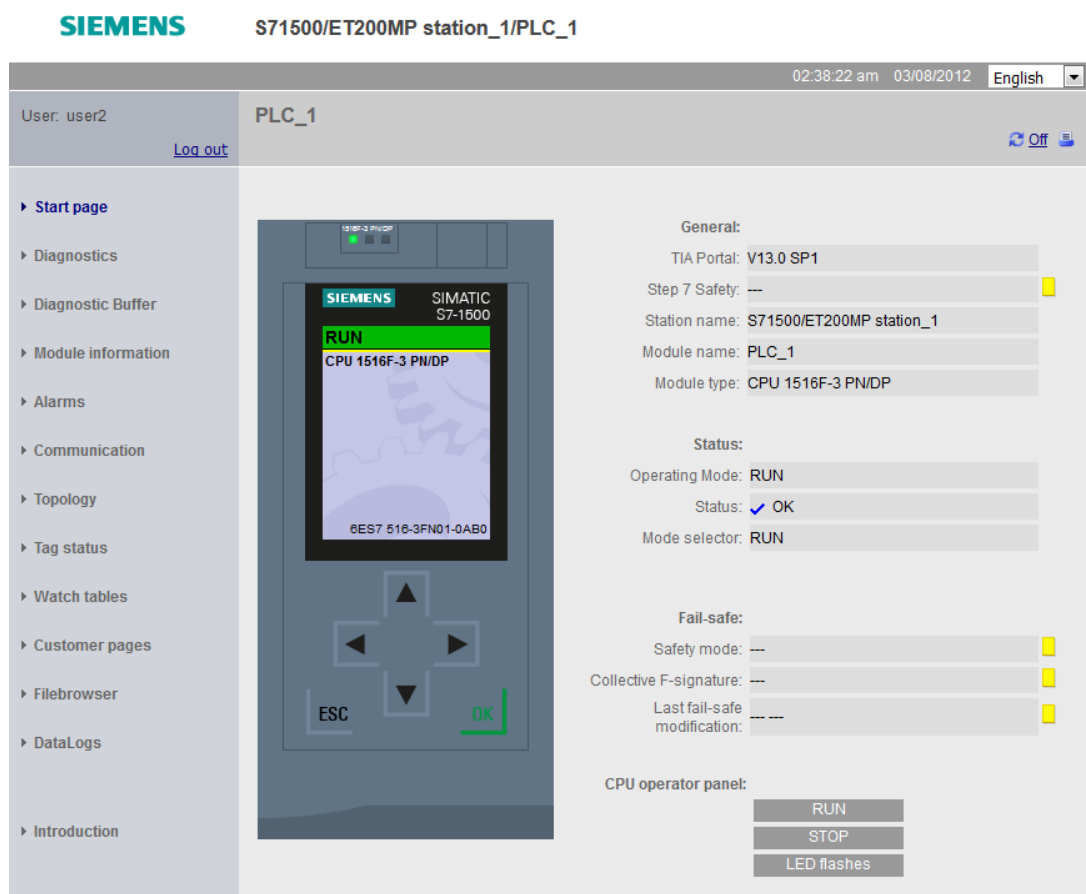 SIEMENS S71500/ET200MP station_1/PLC_1
02:38:22 am 03/08/2012 English
User: user2
Log out
PLC_1
Off
Start page
Diagnostics
Diagnostic Buffer
Module information
Alarms
Communication
Topology
Tag status
Watch tables
Customer pages
Filebrowser
DataLogs
Introduction
1516F-3 PN/DP
SIEMENS SIMATIC
S7-1500
RUN
CPU 1516F-3 PN/DP
6ES7 516-3FN01-0AB0
ESC OK
General:
TIA Portal: V13.0 SP1
Step 7 Safety: ---
Station name: S71500/ET200MP station_1
Module name: PLC_1
Module type: CPU 1516F-3 PN/DP
Status:
Operating Mode: RUN
Status: OK
Mode selector: RUN
Fail-safe:
Safety mode: ---
Collective F-signature: ---
Last fail-safe
modification: --- ---
CPU operator panel:
RUN
STOP
LED flashes